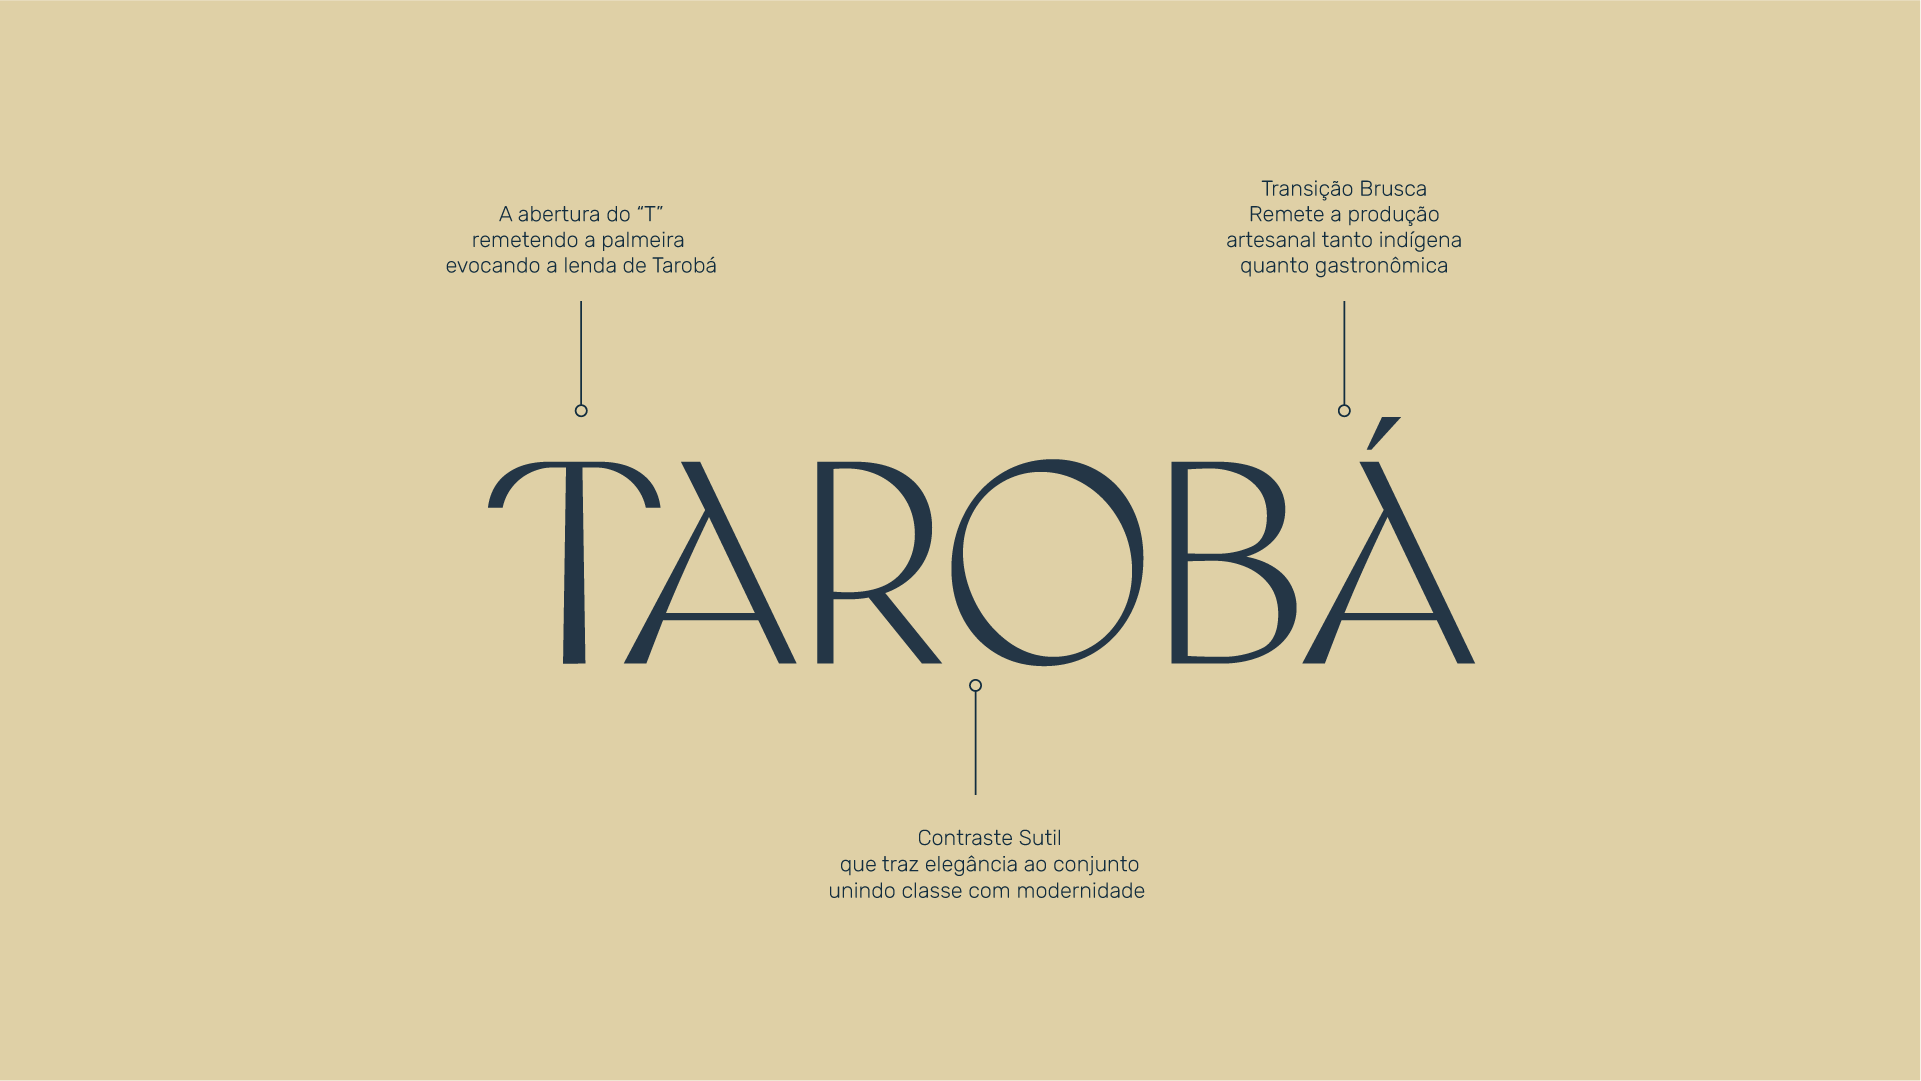 A abertura do “T”
remetendo a palmeira
evocando a lenda de Tarobá
Transição Brusca
Remete a produção
artesanal tanto indígena
quanto gastronômica
TAROBÁ
Contraste Sutil
que traz elegância ao conjunto
unindo classe com modernidade